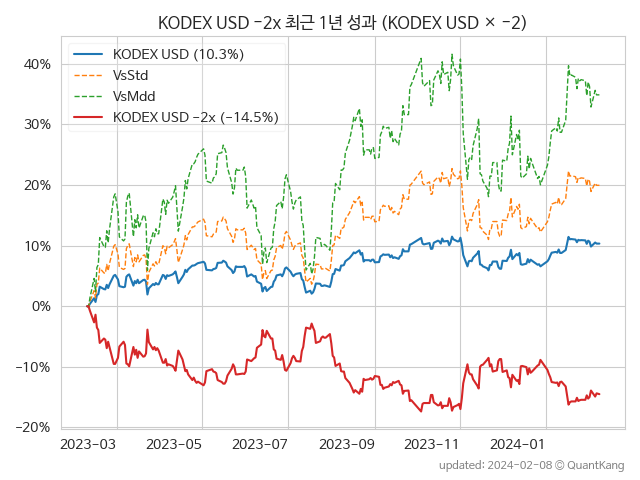 KODEX USD -2x 최근 1년 성과 (KODEX USD × -2)
KODEX USD (10.3%)
VsStd
VsMdd
KODEX USD -2x (-14.5%)
40%
30%
20%
10%
0%
-10%
-20%
2023-03 2023-05 2023-07 2023-09 2023-11 2024-01
updated: 2024-02-08 © QuantKang